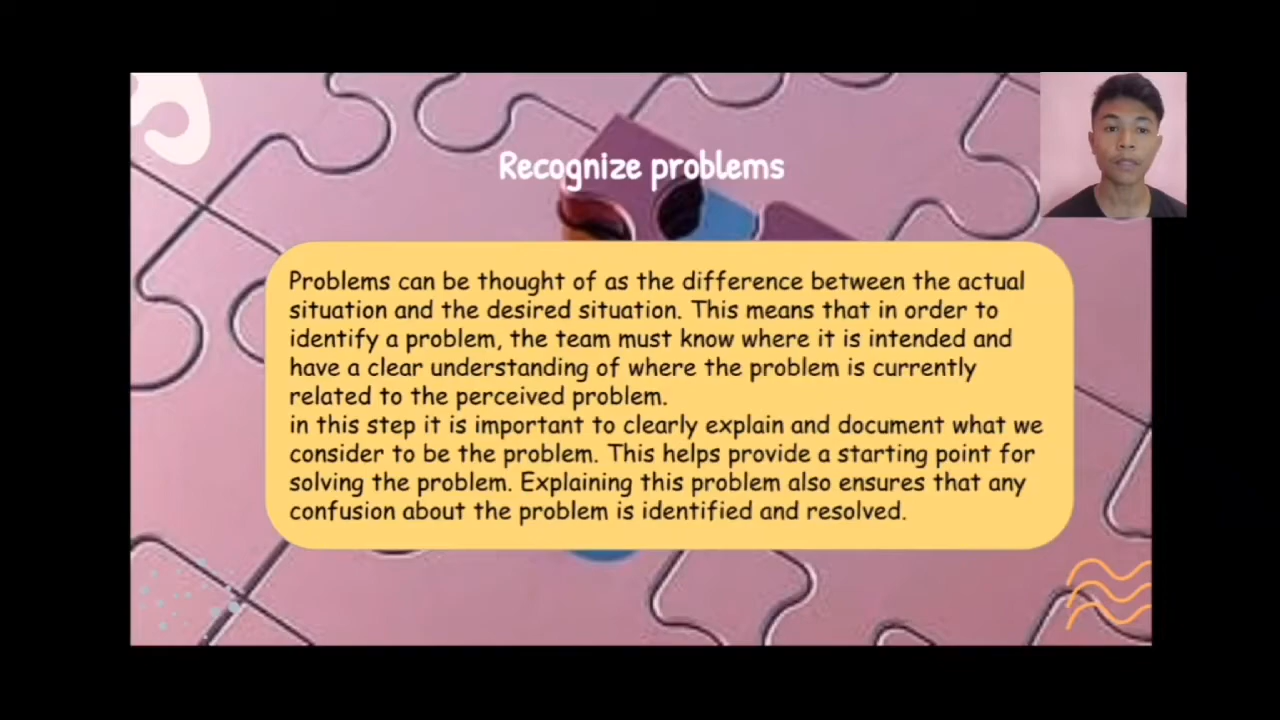 Recognize problems
Problems can be thought of as the difference between the actual
situation and the desired situation. This means that in order to
identify a problem, the team must know where it is intended and
have a clear understanding of where the problem is currently
related to the perceived problem.
in this step it is important to clearly explain and document what we
consider to be the problem. This helps provide a starting point for
solving the problem. Explaining this problem also ensures that any
confusion about the problem is identified and resolved.